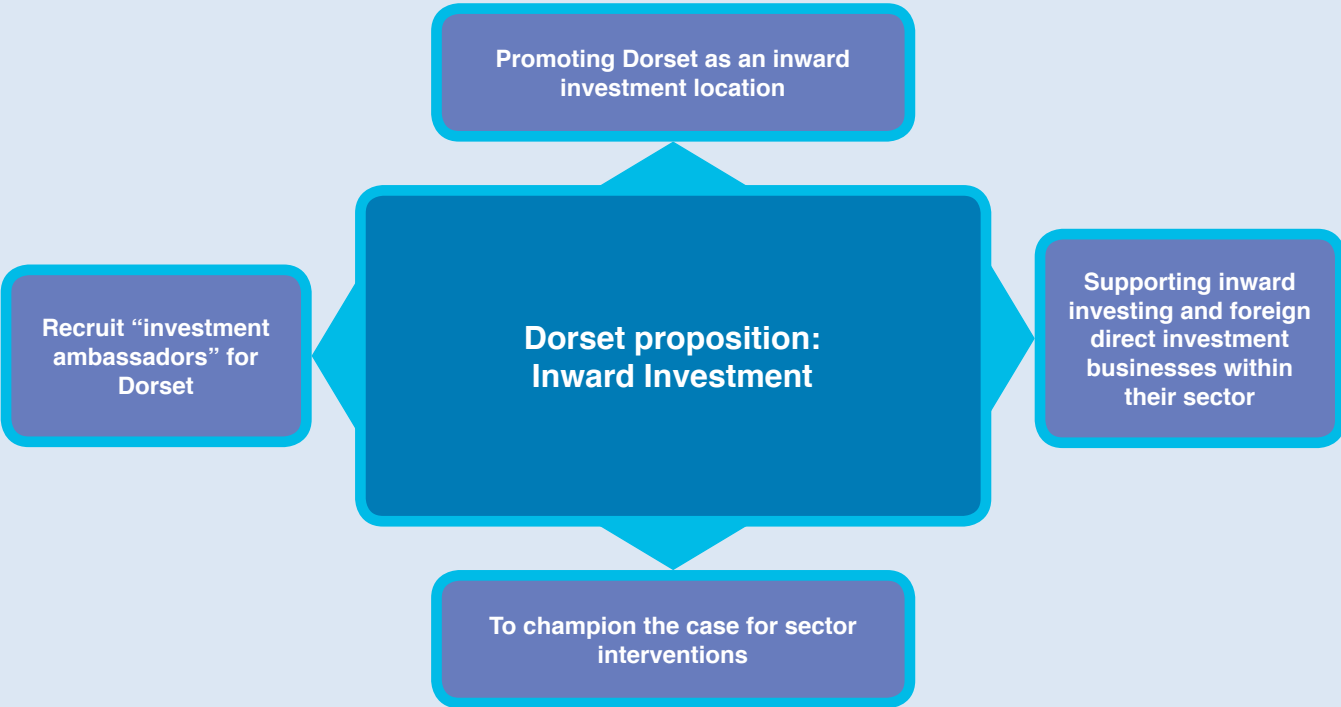 Promoting Dorset as an inward
investment location
Recruit “investment
ambassadors” for
Dorset
Dorset proposition:
Inward Investment
Supporting inward
investing and foreign
direct investment
businesses within
their sector
To champion the case for sector
interventions